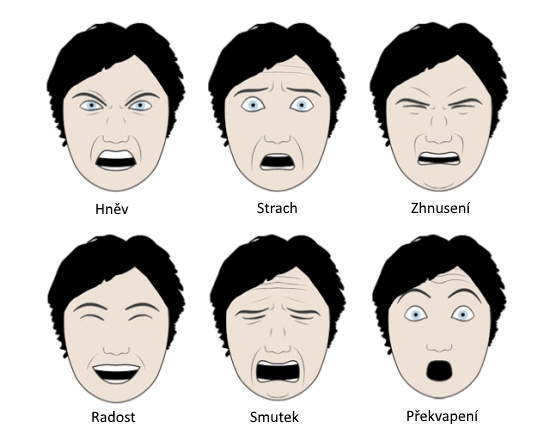 Hněv
Strach
Zhnusení
Radost
Smutek
Překvapení